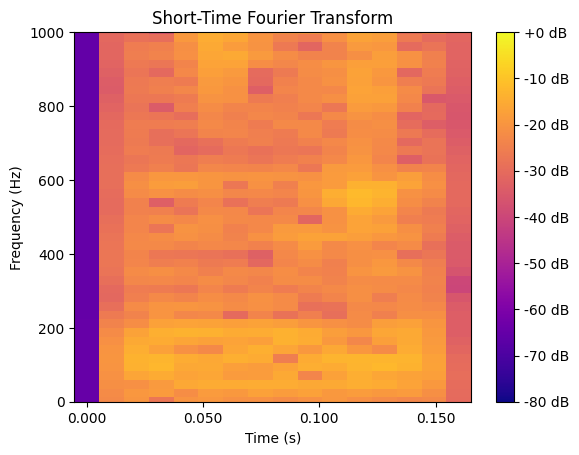 Short-Time Fourier Transform
1000
800
600
400
200
0
Frequency (Hz)
0.000
0.050
0.100
0.150
Time (s)
+0 dB
-10 dB
-20 dB
-30 dB
-40 dB
-50 dB
-60 dB
-70 dB
-80 dB